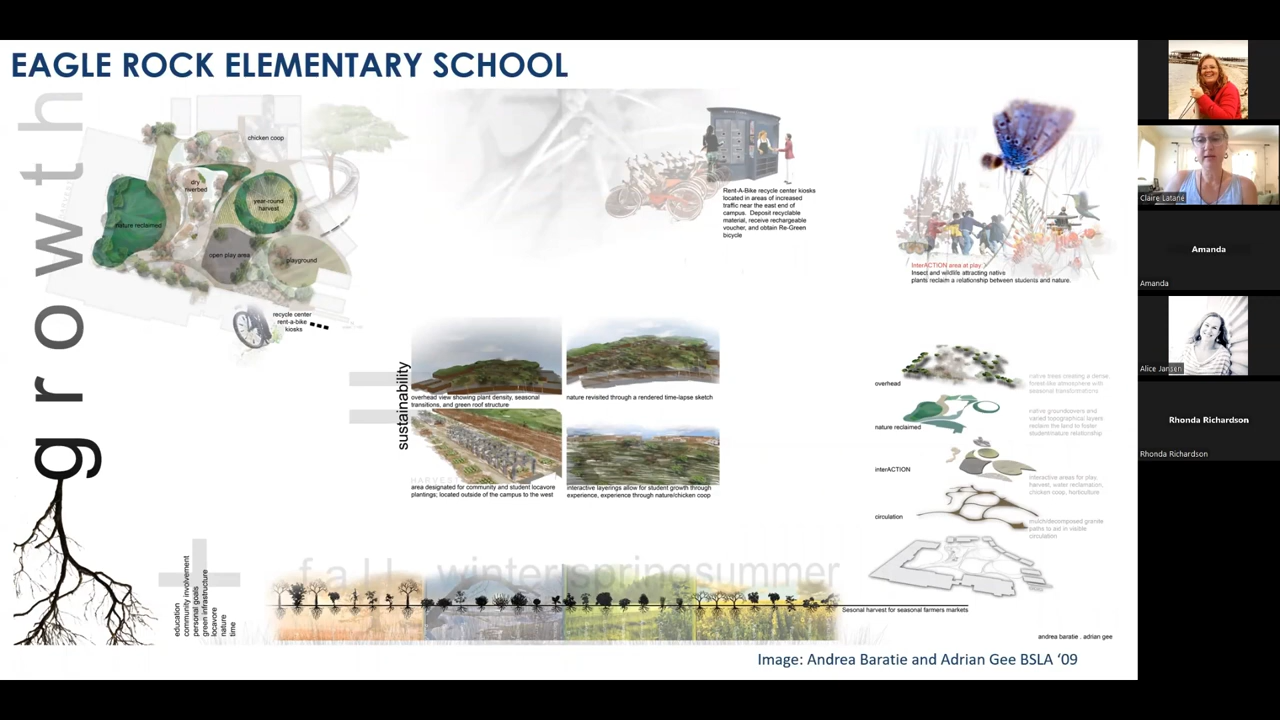 EAGLE ROCK ELEMENTARY SCHOOL
growth
chicken coop
dry
riverbed
year-round
harvest
nature reclaimed
open play area
playground
recycle center
rent-a-bike
kiosks
Rent-A-Bike recycle center kiosks
located in areas of increased
traffic near the east end of
campus. Deposit recyclable
material, receive rechargeable
voucher, and obtain Re-Green
bicycle
InterACTION area at play
Insect and wildlife attracting native
plants reclaim a relationship between students and nature.
=
sustainability
overhead view showing plant density, seasonal
transitions, and green roof structure
nature revisited through a rendered time-lapse sketch
HARVEST
area designated for community and student locavore
plantings; located outside of the campus to the west
interactive layerings allow for student growth through
experience, experience through nature/chicken coop
overhead
native trees creating a dense
forest-like atmosphere with
seasonal transformations
nature reclaimed
native groundcovers and
varied topographical layers
reclaim the land to foster
student/nature relationship
interACTION
interactive areas for play,
harvest, water reclamation,
chicken coop, horticulture
circulation
mulch/decomposed granite
paths to aid in visible
circulation
+
education
community involvement
personal goals
green infrastructure
locavore
nature
time
fall winter spring summer
Sesonal harvest for seasonal farmers markets
andrea baratie . adrian gee
Image: Andrea Baratie and Adrian Gee BSLA ‘09
Claire Latane
Amanda
Amanda
Alice Jansen
Rhonda Richardson
Rhonda Richardson